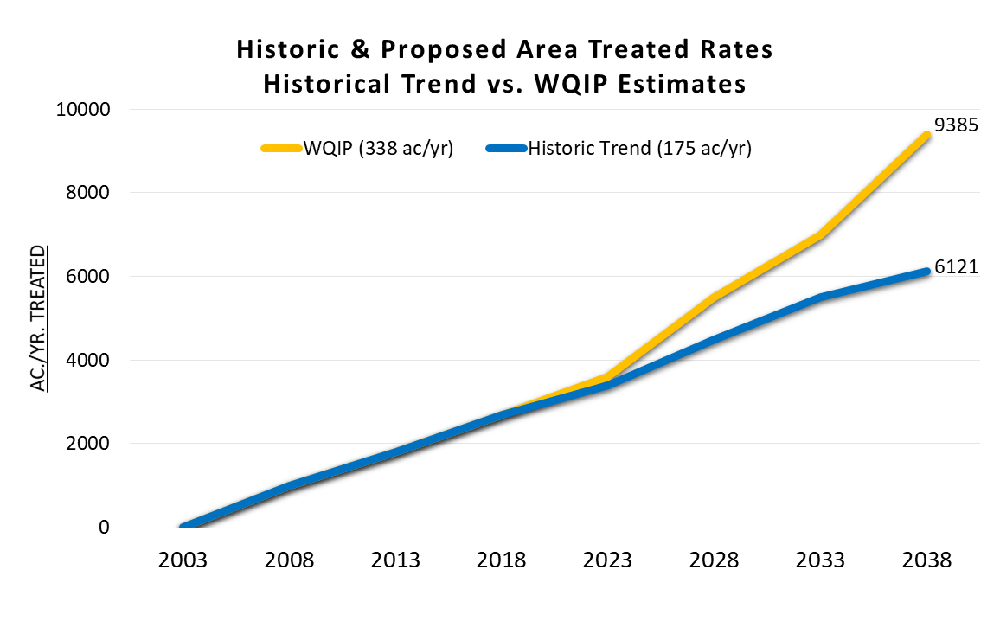 Historic & Proposed Area Treated Rates
Historical Trend vs. WQIP Estimates
10000
9385
WQIP (338 ac/yr)
Historic Trend (175 ac/yr)
8000
AC./YR. TREATED
6000
6121
4000
2000
0
2003 2008 2013 2018 2023 2028 2033 2038